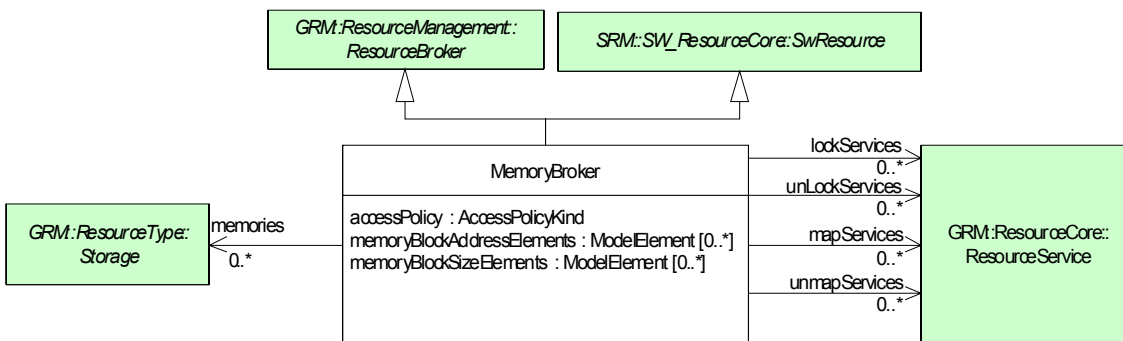 GRM::ResourceManagement::
ResourceBroker
SRM::SW_ResourceCore::SwResource
MemoryBroker
accessPolicy : AccessPolicyKind
memoryBlockAddressElements : ModelElement [0..*]
memoryBlockSizeElements : ModelElement [0..*]
GRM::ResourceType::
Storage
memories
0..*
lockServices
0..*
unLockServices
0..*
mapServices
0..*
unmapServices
0..*
GRM::ResourceCore::
ResourceService